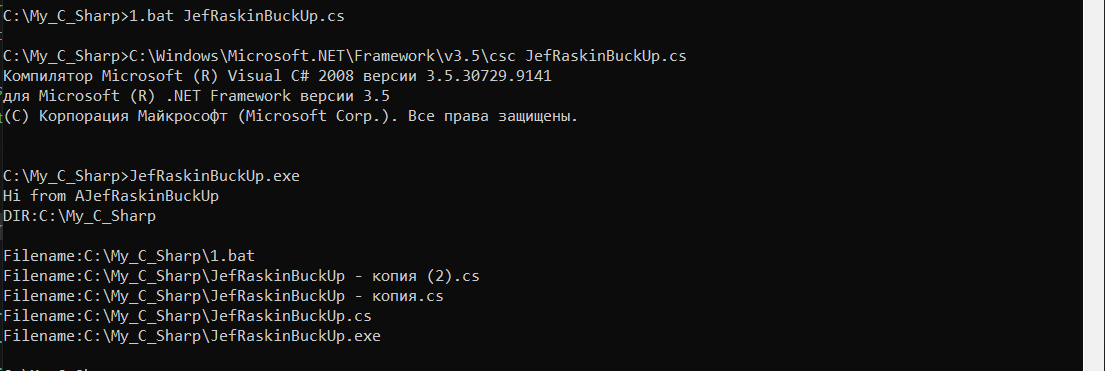 C:\My_C_Sharp>1.bat JefRaskinBuckUp.cs
C:\My_C_Sharp>C:\Windows\Microsoft.NET\Framework\v3.5\csc JefRaskinBuckUp.cs
Компилятор Microsoft (R) Visual C# 2008 версии 3.5.30729.9141
для Microsoft (R) .NET Framework версии 3.5
(C) Корпорация Майкрософт (Microsoft Corp.). Все права защищены.
C:\My_C_Sharp>JefRaskinBuckUp.exe
Hi from AJefRaskinBuckUp
DIR:C:\My_C_Sharp
Filename:C:\My_C_Sharp\1.bat
Filename:C:\My_C_Sharp\JefRaskinBuckUp - копия (2).cs
Filename:C:\My_C_Sharp\JefRaskinBuckUp - копия.cs
Filename:C:\My_C_Sharp\JefRaskinBuckUp.cs
Filename:C:\My_C_Sharp\JefRaskinBuckUp.exe